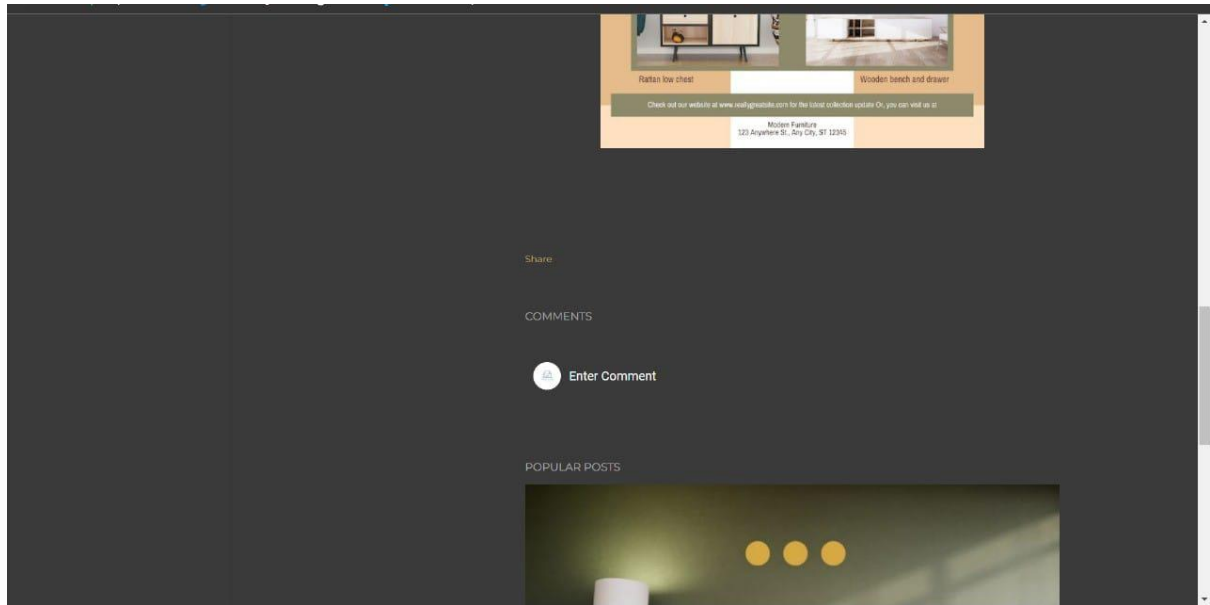 Rattan low chest
Wooden bench and drawer
Check out our website at www.reallygreatsite.com for the latest collection update Or, you can visit us at
Modern Furniture
123 Anywhere St., Any City, ST 12345
Share
COMMENTS
Enter Comment
POPULAR POSTS